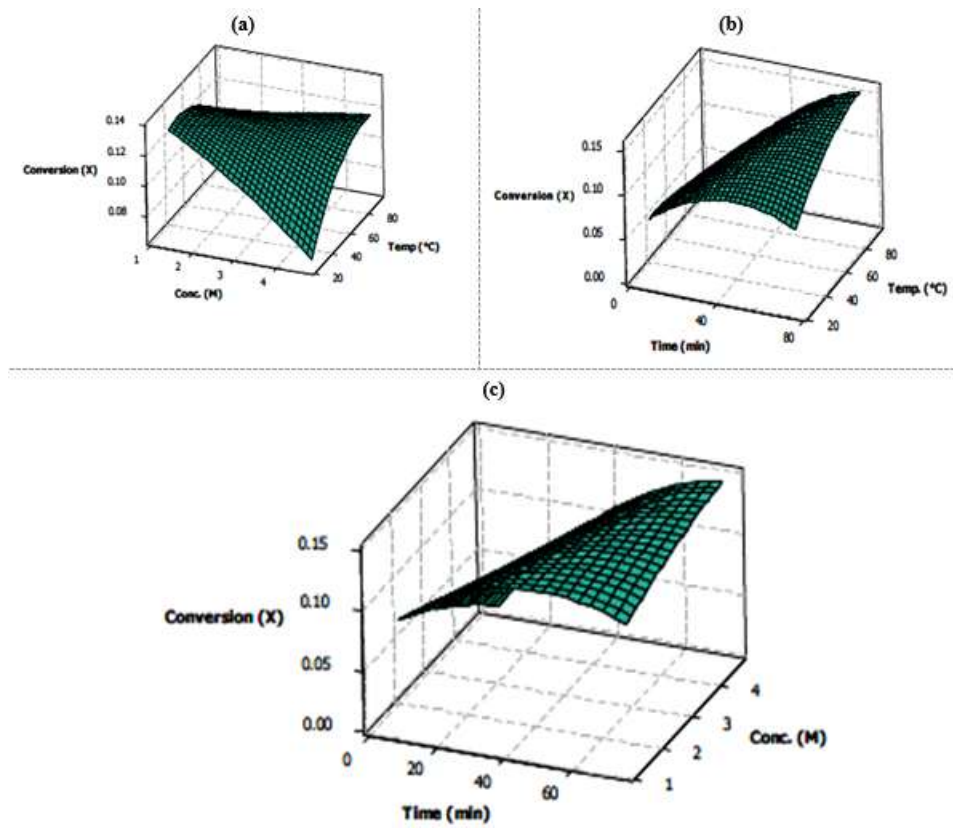 (a)
0.14
0.12
Conversion (X)
0.10
0.08
1
2
3
4
Conc. (M)
20
40
60
80
Temp (°C)
(b)
0.15
0.10
Conversion (X)
0.05
0.00
0
40
80
Time (min)
20
40
60
80
Temp. (°C)
(c)
0.15
0.10
Conversion (X)
0.05
0.00
0
20
40
60
Time (min)
1
2
3
4
Conc. (M)